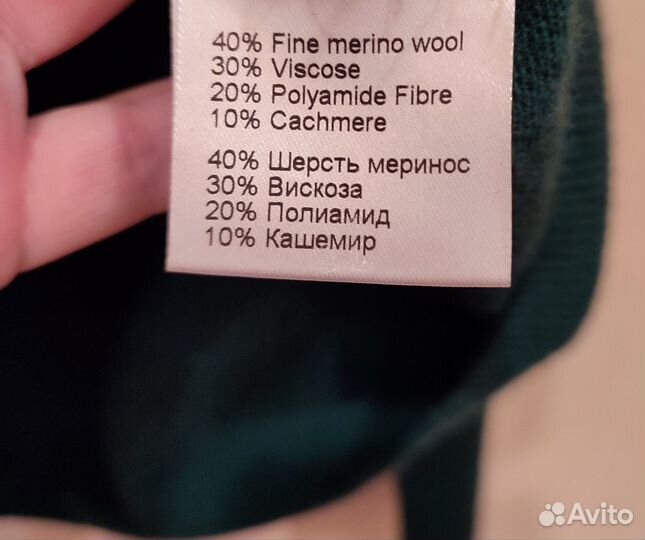 40% Fine merino wool
30% Viscose
20% Polyamide Fibre
10% Cachmere
40% Шерсть меринос
30% Вискоза
20% Полиамид
10% Кашемир
Avito